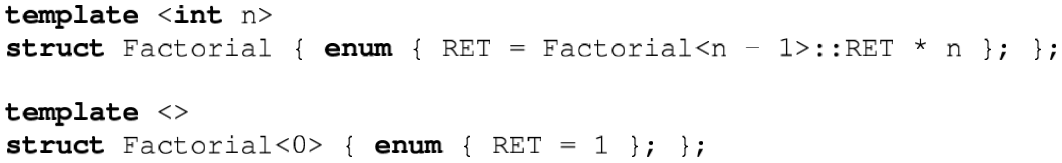 template <int n>
struct Factorial { enum { RET = Factorial<n - 1>::RET * n }; };
template <>
struct Factorial<0> { enum { RET = 1 }; };